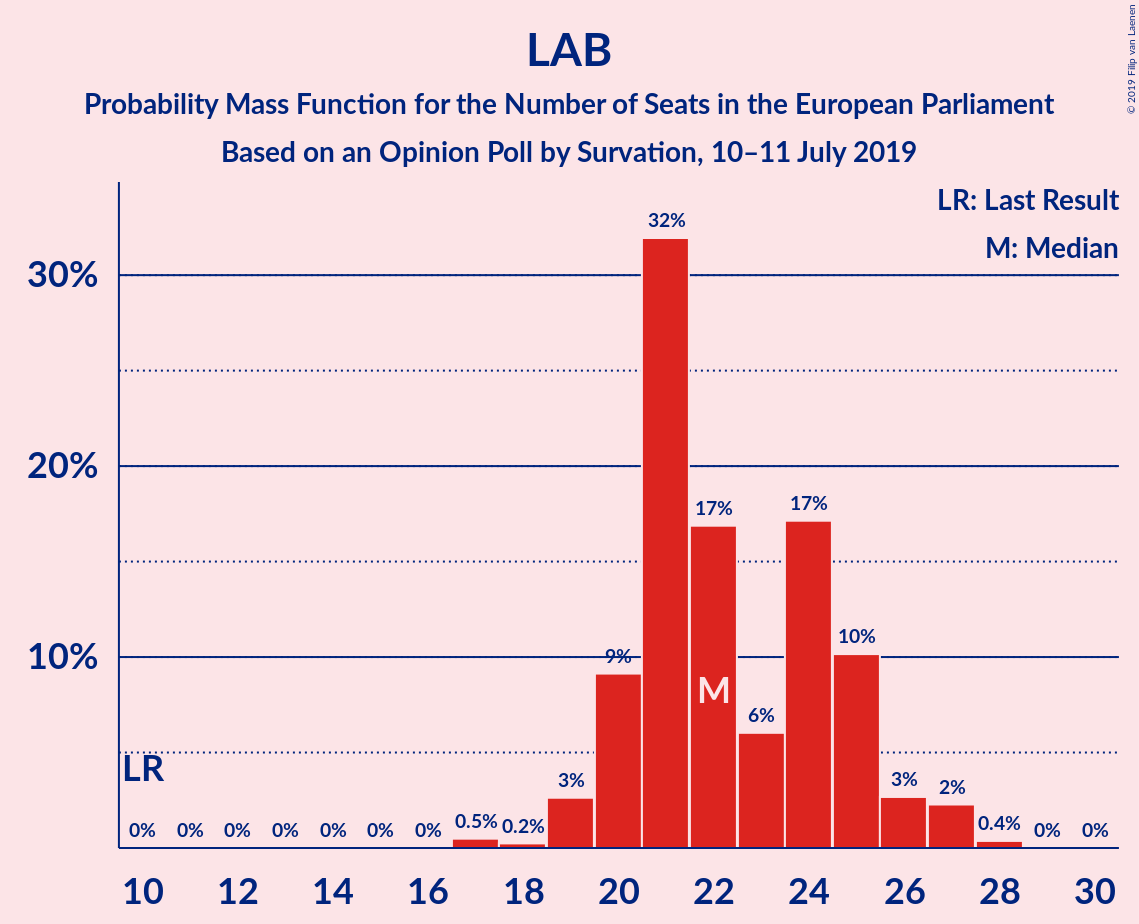 LAB
Probability Mass Function for the Number of Seats in the European Parliament
Based on an Opinion Poll by Survation, 10–11 July 2019
© 2019 Filip van Laenen
LR: Last Result
M: Median
30%
20%
10%
32%
17%
17%
10%
9%
M
6%
LR
3%
3%
2%
0% 0% 0% 0% 0% 0% 0% 0.5% 0.2% 0.4% 0% 0%
10 12 14 16 18 20 22 24 26 28 30